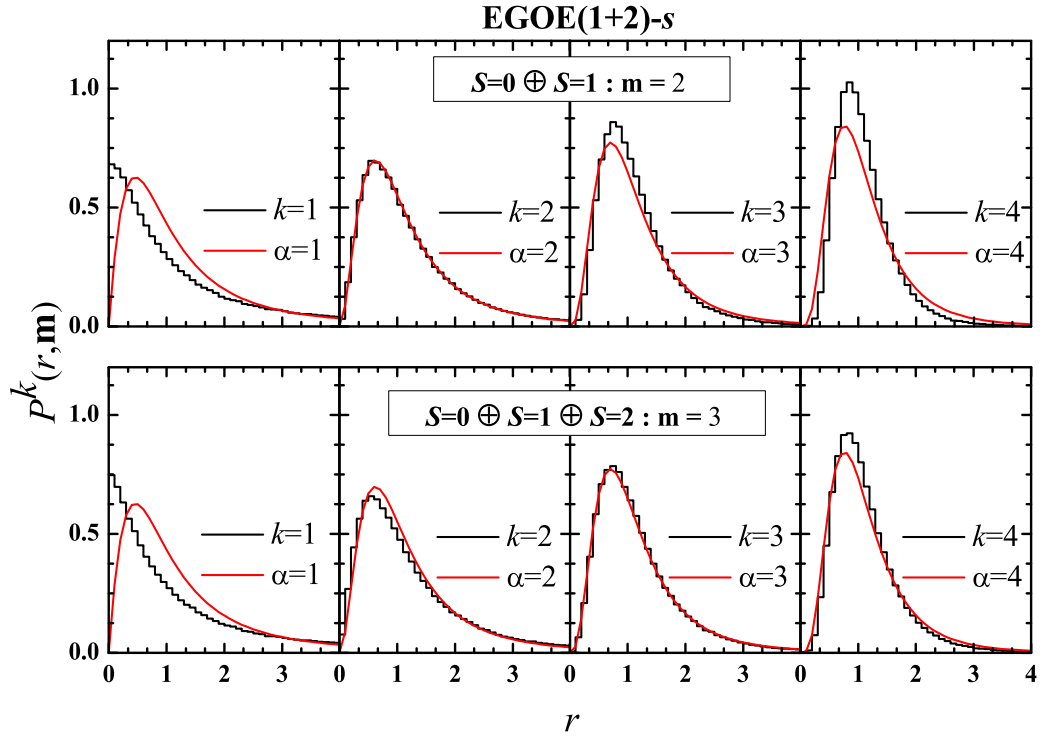 EGOE(1+2)-s
S=0 ⊕ S=1 : m = 2
1.0
0.5
0.0
k=1
α=1
k=2
α=2
k=3
α=3
k=4
α=4
P^k(r,m)
S=0 ⊕ S=1 ⊕ S=2 : m = 3
1.0
0.5
0.0
k=1
α=1
k=2
α=2
k=3
α=3
k=4
α=4
0 1 2 3 0 1 2 3 0 1 2 3 0 1 2 3 4
r